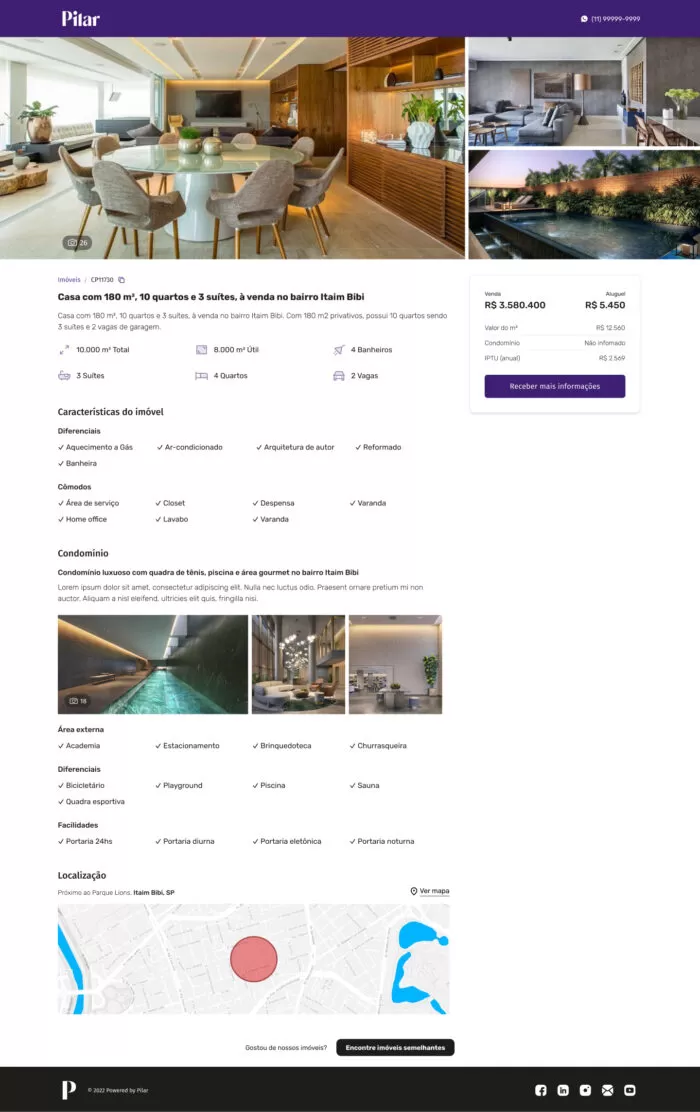 Pilar
(11) 99999-9999
26
Imóveis / CP11730
Casa com 180 m², 10 quartos e 3 suítes, à venda no bairro Itaim Bibi
Casa com 180 m², 10 quartos e 3 suítes, à venda no bairro Itaim Bibi. Com 180 m2 privativos, possui 10 quartos sendo
3 suítes e 2 vagas de garagem.
10.000 m² Total
8.000 m² Útil
4 Banheiros
3 Suítes
4 Quartos
2 Vagas
Venda
Aluguel
R$ 3.580.400
R$ 5.450
Valor do m²
R$ 12.560
Condomínio
Não infomado
IPTU (anual)
R$ 2.569
Receber mais informações
Características do imóvel
Diferenciais
Aquecimento a Gás
Ar-condicionado
Arquitetura de autor
Reformado
Banheira
Cômodos
Área de serviço
Closet
Despensa
Varanda
Home office
Lavabo
Varanda
Condomínio
Condomínio luxuoso com quadra de tênis, piscina e área gourmet no bairro Itaim Bibi
Lorem ipsum dolor sit amet, consectetur adipiscing elit. Nulla nec luctus odio. Praesent ornare pretium mi non
auctor. Aliquam a nisl eleifend, ultricies elit quis, fringilla nisi.
18
Área externa
Academia
Estacionamento
Brinquedoteca
Churrasqueira
Diferenciais
Bicicletário
Playground
Piscina
Sauna
Quadra esportiva
Facilidades
Portaria 24hs
Portaria diurna
Portaria eletônica
Portaria noturna
Localização
Próximo ao Parque Lions, Itaim Bibi, SP
Ver mapa
Gostou de nossos imóveis?
Encontre imóveis semelhantes
P
© 2022 Powered by Pilar